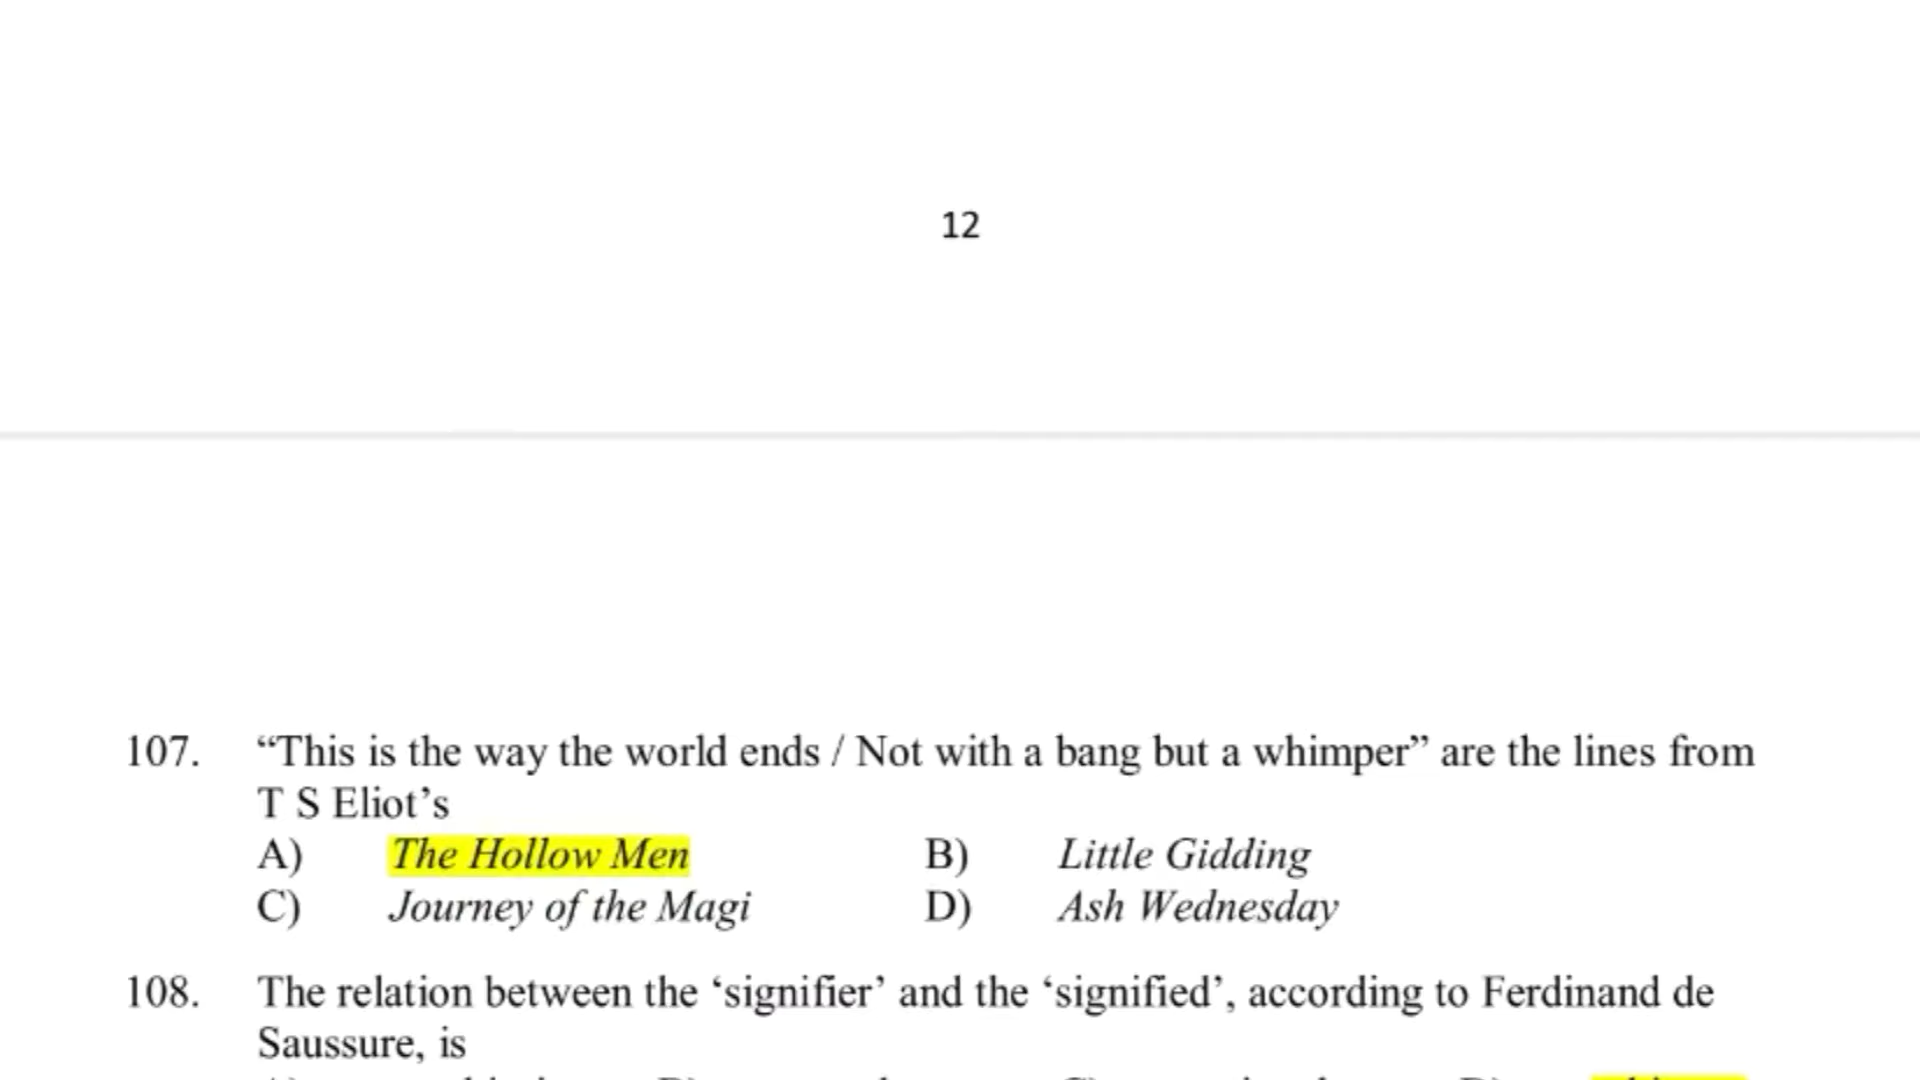 12
107. “This is the way the world ends / Not with a bang but a whimper” are the lines from
T S Eliot’s
A) The Hollow Men B) Little Gidding
C) Journey of the Magi D) Ash Wednesday
108. The relation between the ‘signifier’ and the ‘signified’, according to Ferdinand de
Saussure, is